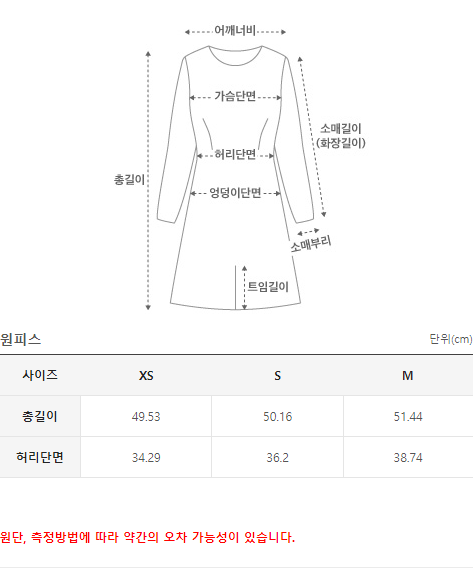 어깨너비
가슴단면
소매길이
(화장길이)
허리단면
총길이
엉덩이단면
소매부리
트임길이
원피스 단위(cm)
사이즈 XS S M
총길이 49.53 50.16 51.44
허리단면 34.29 36.2 38.74
원단, 측정방법에 따라 약간의 오차 가능성이 있습니다.